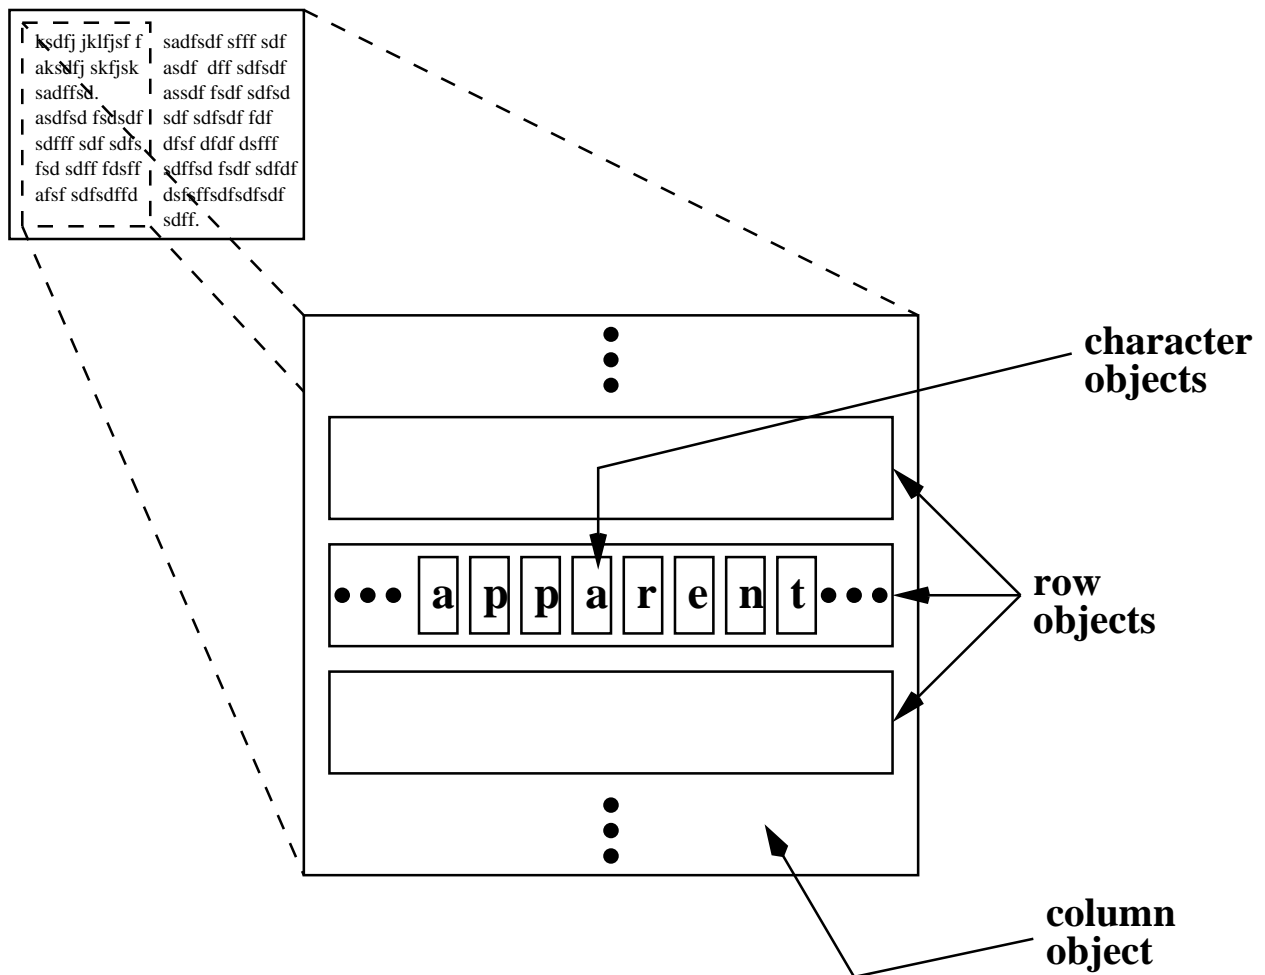 ksdfj jklfjsf f
aksdfj skfjsk
sadffsd.
asdfsd fsdsdf
sdfff sdf sdfs
fsd sdff fdsff
afsf sdfsdffd
sadfsdf sfff sdf
asdf dff sdfsdf
assdf fsdf sdfsd
sdf sdfsdf fdf
dfsf dfdf dsfff
sdffsd fsdf sdfdf
dsfsffsdfsdfsdf
sdff.
character
objects
a p p a r e n t
row
objects
column
object